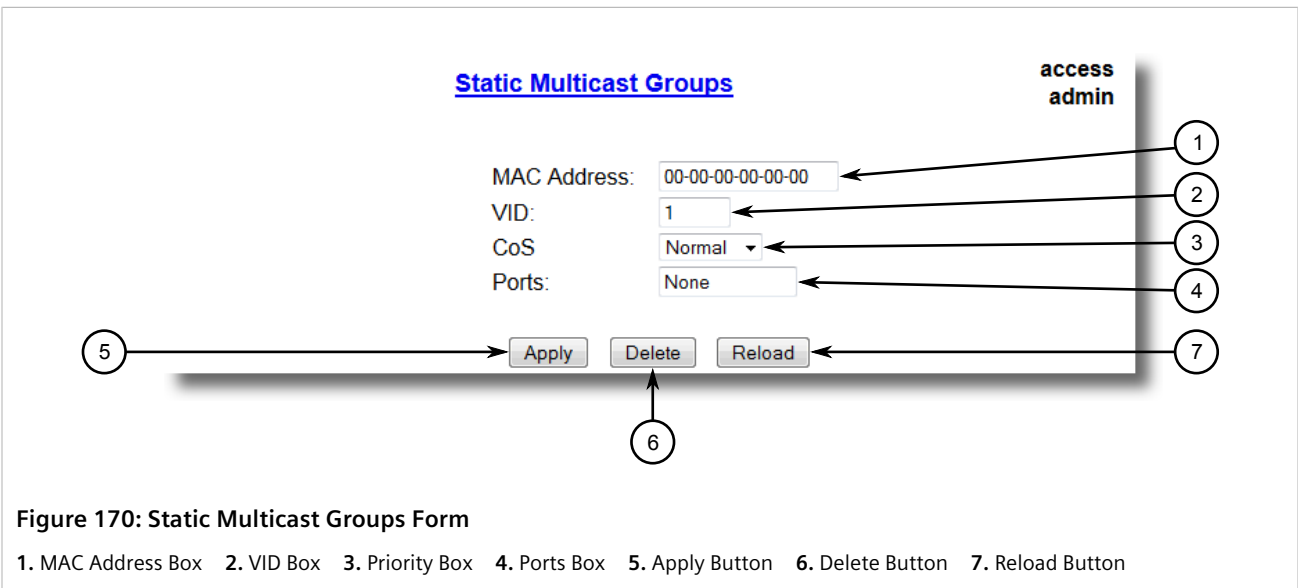 Static Multicast Groups
access
admin
1
MAC Address: 00-00-00-00-00-00
2
VID: 1
CoS Normal
3
Ports: None
4
5
Apply Delete Reload
7
6
Figure 170: Static Multicast Groups Form
1. MAC Address Box 2. VID Box 3. Priority Box 4. Ports Box 5. Apply Button 6. Delete Button 7. Reload Button